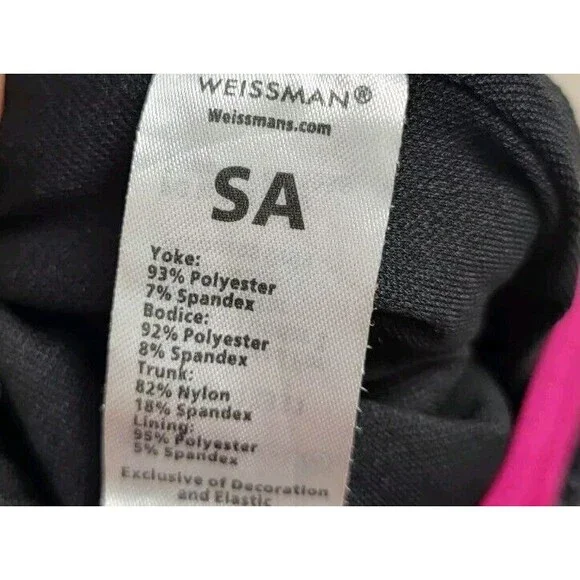 WEISSMAN®
Weissmans.com
SA
Yoke:
93% Polyester
7% Spandex
Bodice:
92% Polyester
8% Spandex
Trunk:
82% Nylon
18% Spandex
Lining:
95% Polyester
5% Spandex
Exclusive of Decoration
and Elastic